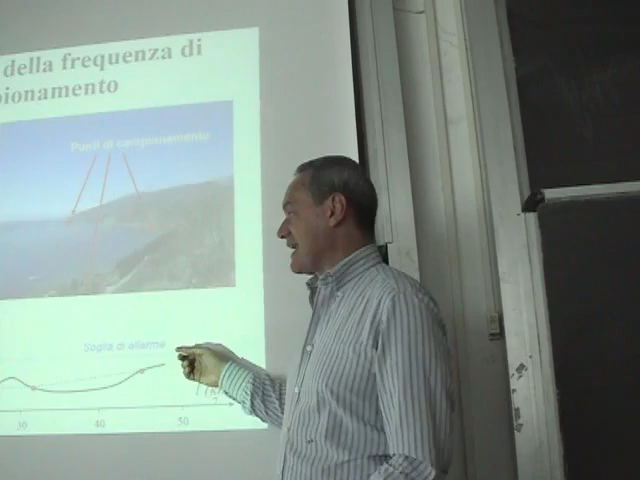 della frequenza di
pionamento
Punti di campionamento
Soglia di allarme
30
40
50